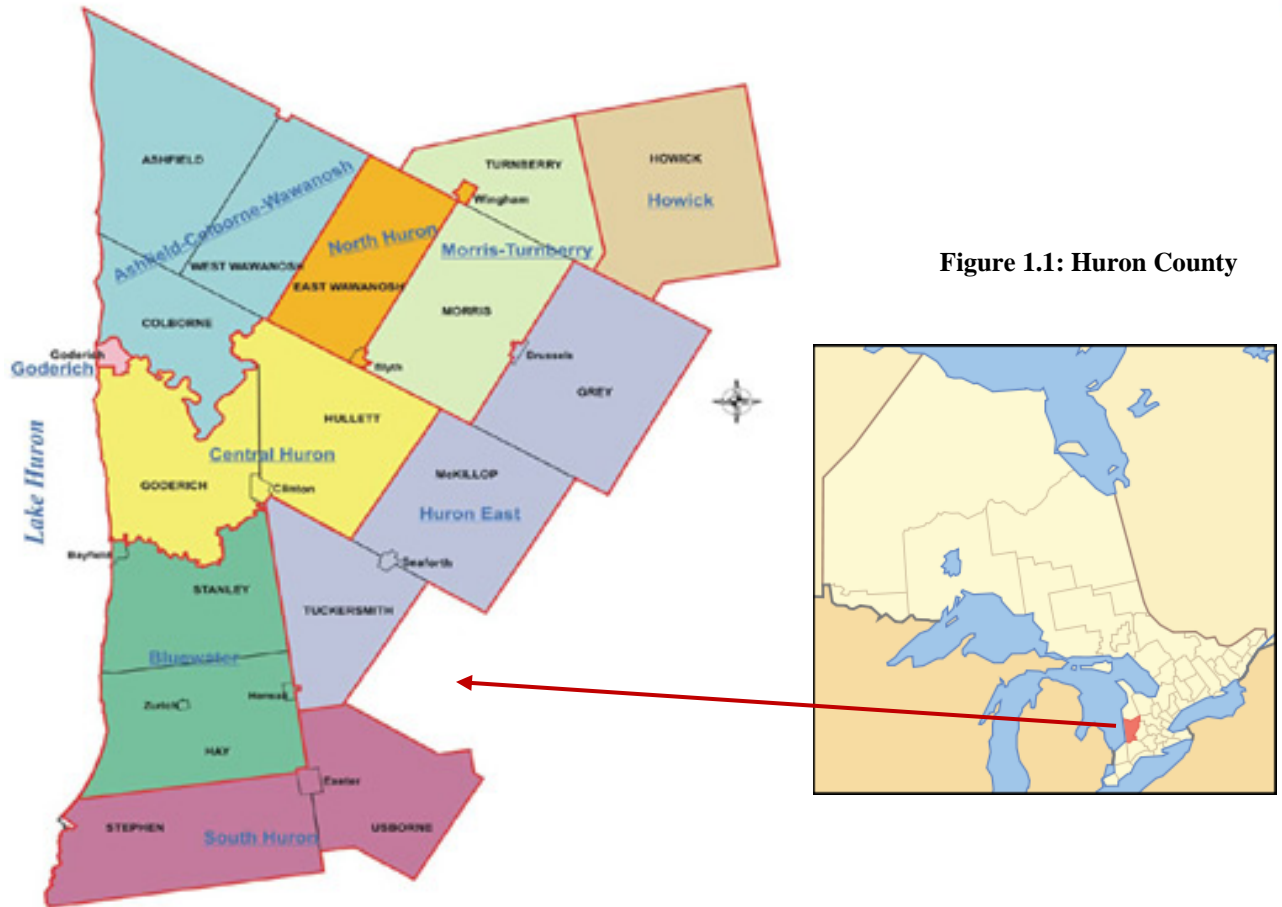 ASHFIELD
Ashfield-Colborne-Wawanosh
WEST WAWANOSH
COLBORNE
TURNBERRY
Wingham
HOWICK
Howick
North Huron
EAST WAWANOSH
Morris-Turnberry
MORRIS
Blyth
Brussels
GREY
Goderich
Goderich
Lake Huron
HULLETT
Central Huron
GODERICH
Clinton
McKILLOP
Huron East
Seaforth
TUCKERSMITH
Bayfield
STANLEY
Bluewater
Zurich
Hensall
HAY
Exeter
STEPHEN
South Huron
USBORNE
Figure 1.1: Huron County